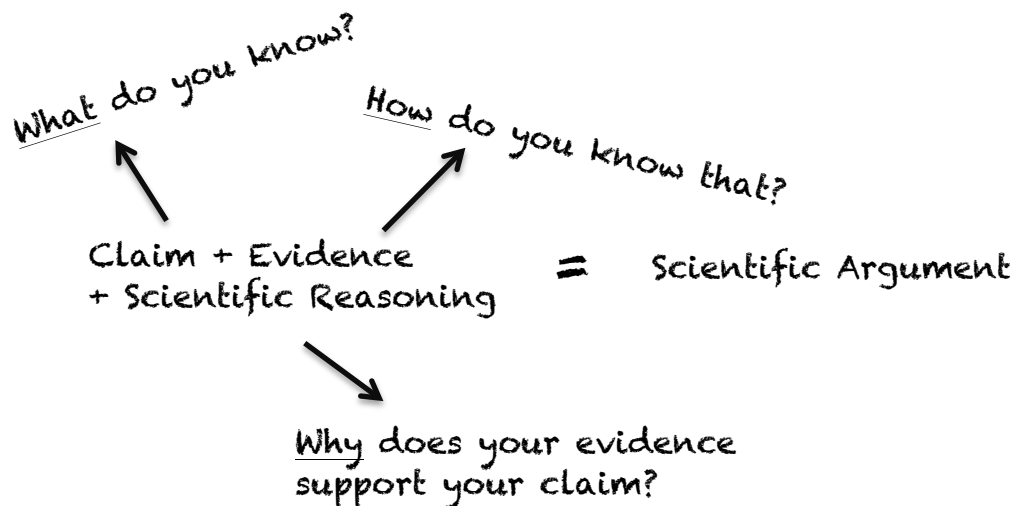 What do you know?
How do you know that?
Claim + Evidence
+ Scientific Reasoning
= Scientific Argument
Why does your evidence
support your claim?